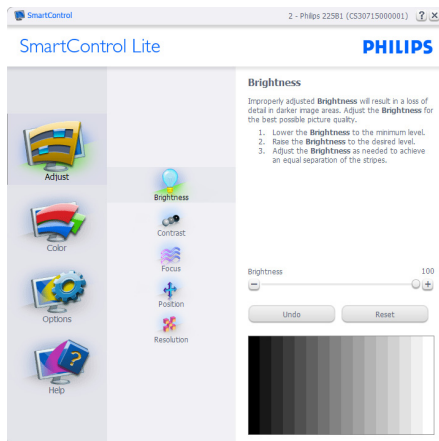 SmartControl
2 - Philips 225B1 (CS30715000001)
? x
SmartControl Lite
PHILIPS
Brightness
Improperly adjusted Brightness will result in a loss of
detail in darker image areas. Adjust the Brightness for
the best possible picture quality.
1. Lower the Brightness to the minimum level.
2. Raise the Brightness to the desired level.
3. Adjust the Brightness as needed to achieve
an equal separation of the stripes.
Adjust
Color
Options
?
Help
Brightness
Contrast
Focus
Position
Resolution
Brightness 100
Undo Reset